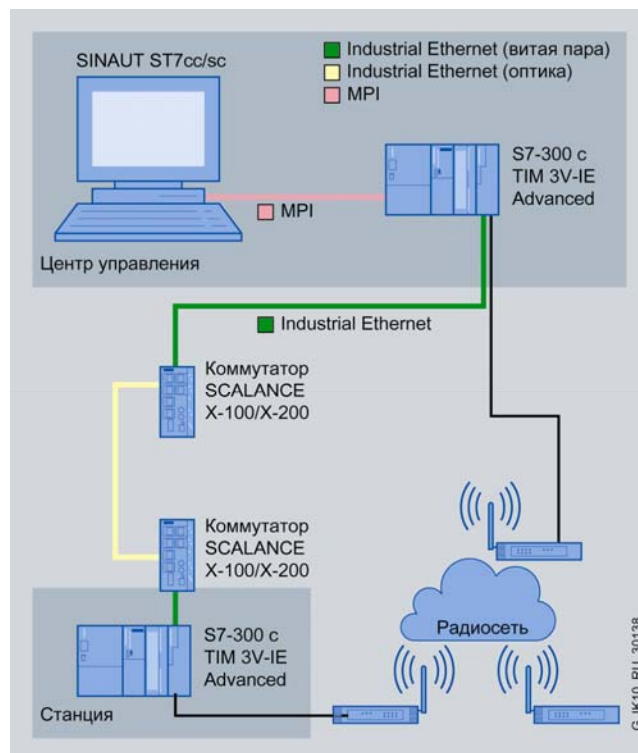 SINAUT ST7cc/sc
Industrial Ethernet (витая пара)
Industrial Ethernet (оптика)
MPI
S7-300 с
TIM 3V-IE
Advanced
MPI
Центр управления
Industrial Ethernet
Коммутатор
SCALANCE
X-100/X-200
Коммутатор
SCALANCE
X-100/X-200
Радиосеть
S7-300 с
TIM 3V-IE
Advanced
Станция
G_IK10_RU_30138